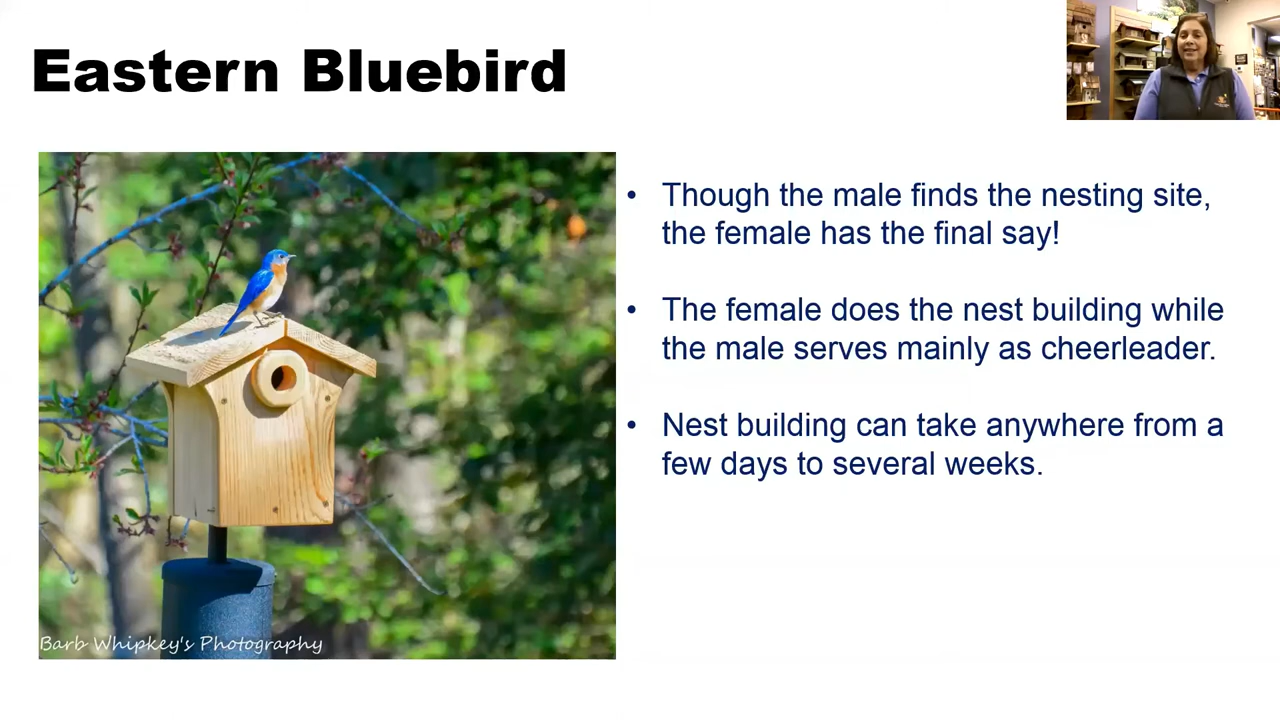 Eastern Bluebird
• Though the male finds the nesting site,
the female has the final say!
• The female does the nest building while
the male serves mainly as cheerleader.
• Nest building can take anywhere from a
few days to several weeks.
Barb Whipkey's Photography